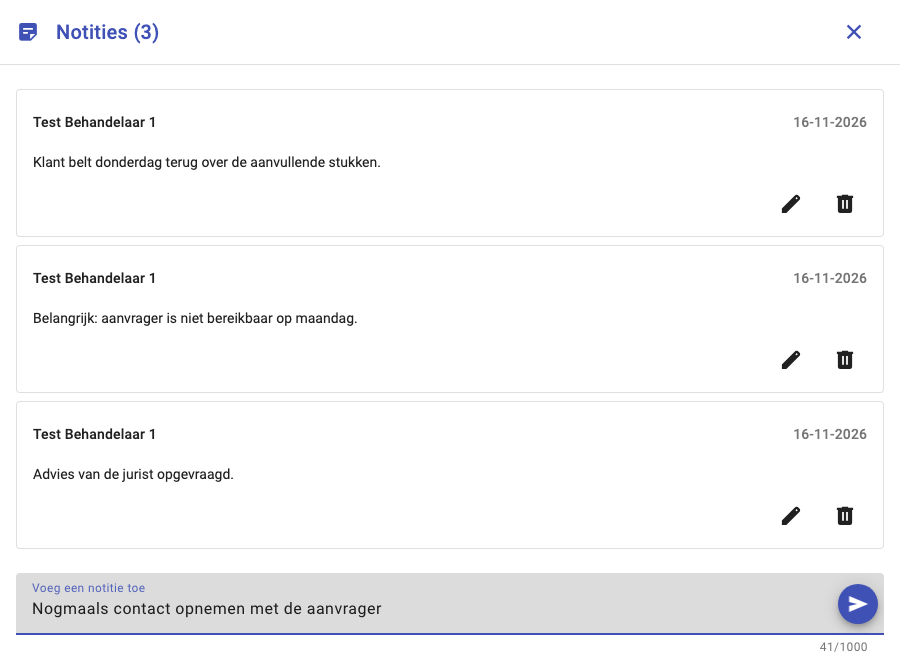 Notities (3)
Test Behandelaar 1
16-11-2026
Klant belt donderdag terug over de aanvullende stukken.
Test Behandelaar 1
16-11-2026
Belangrijk: aanvrager is niet bereikbaar op maandag.
Test Behandelaar 1
16-11-2026
Advies van de jurist opgevraagd.
Voeg een notitie toe
Nogmaals contact opnemen met de aanvrager
41/1000